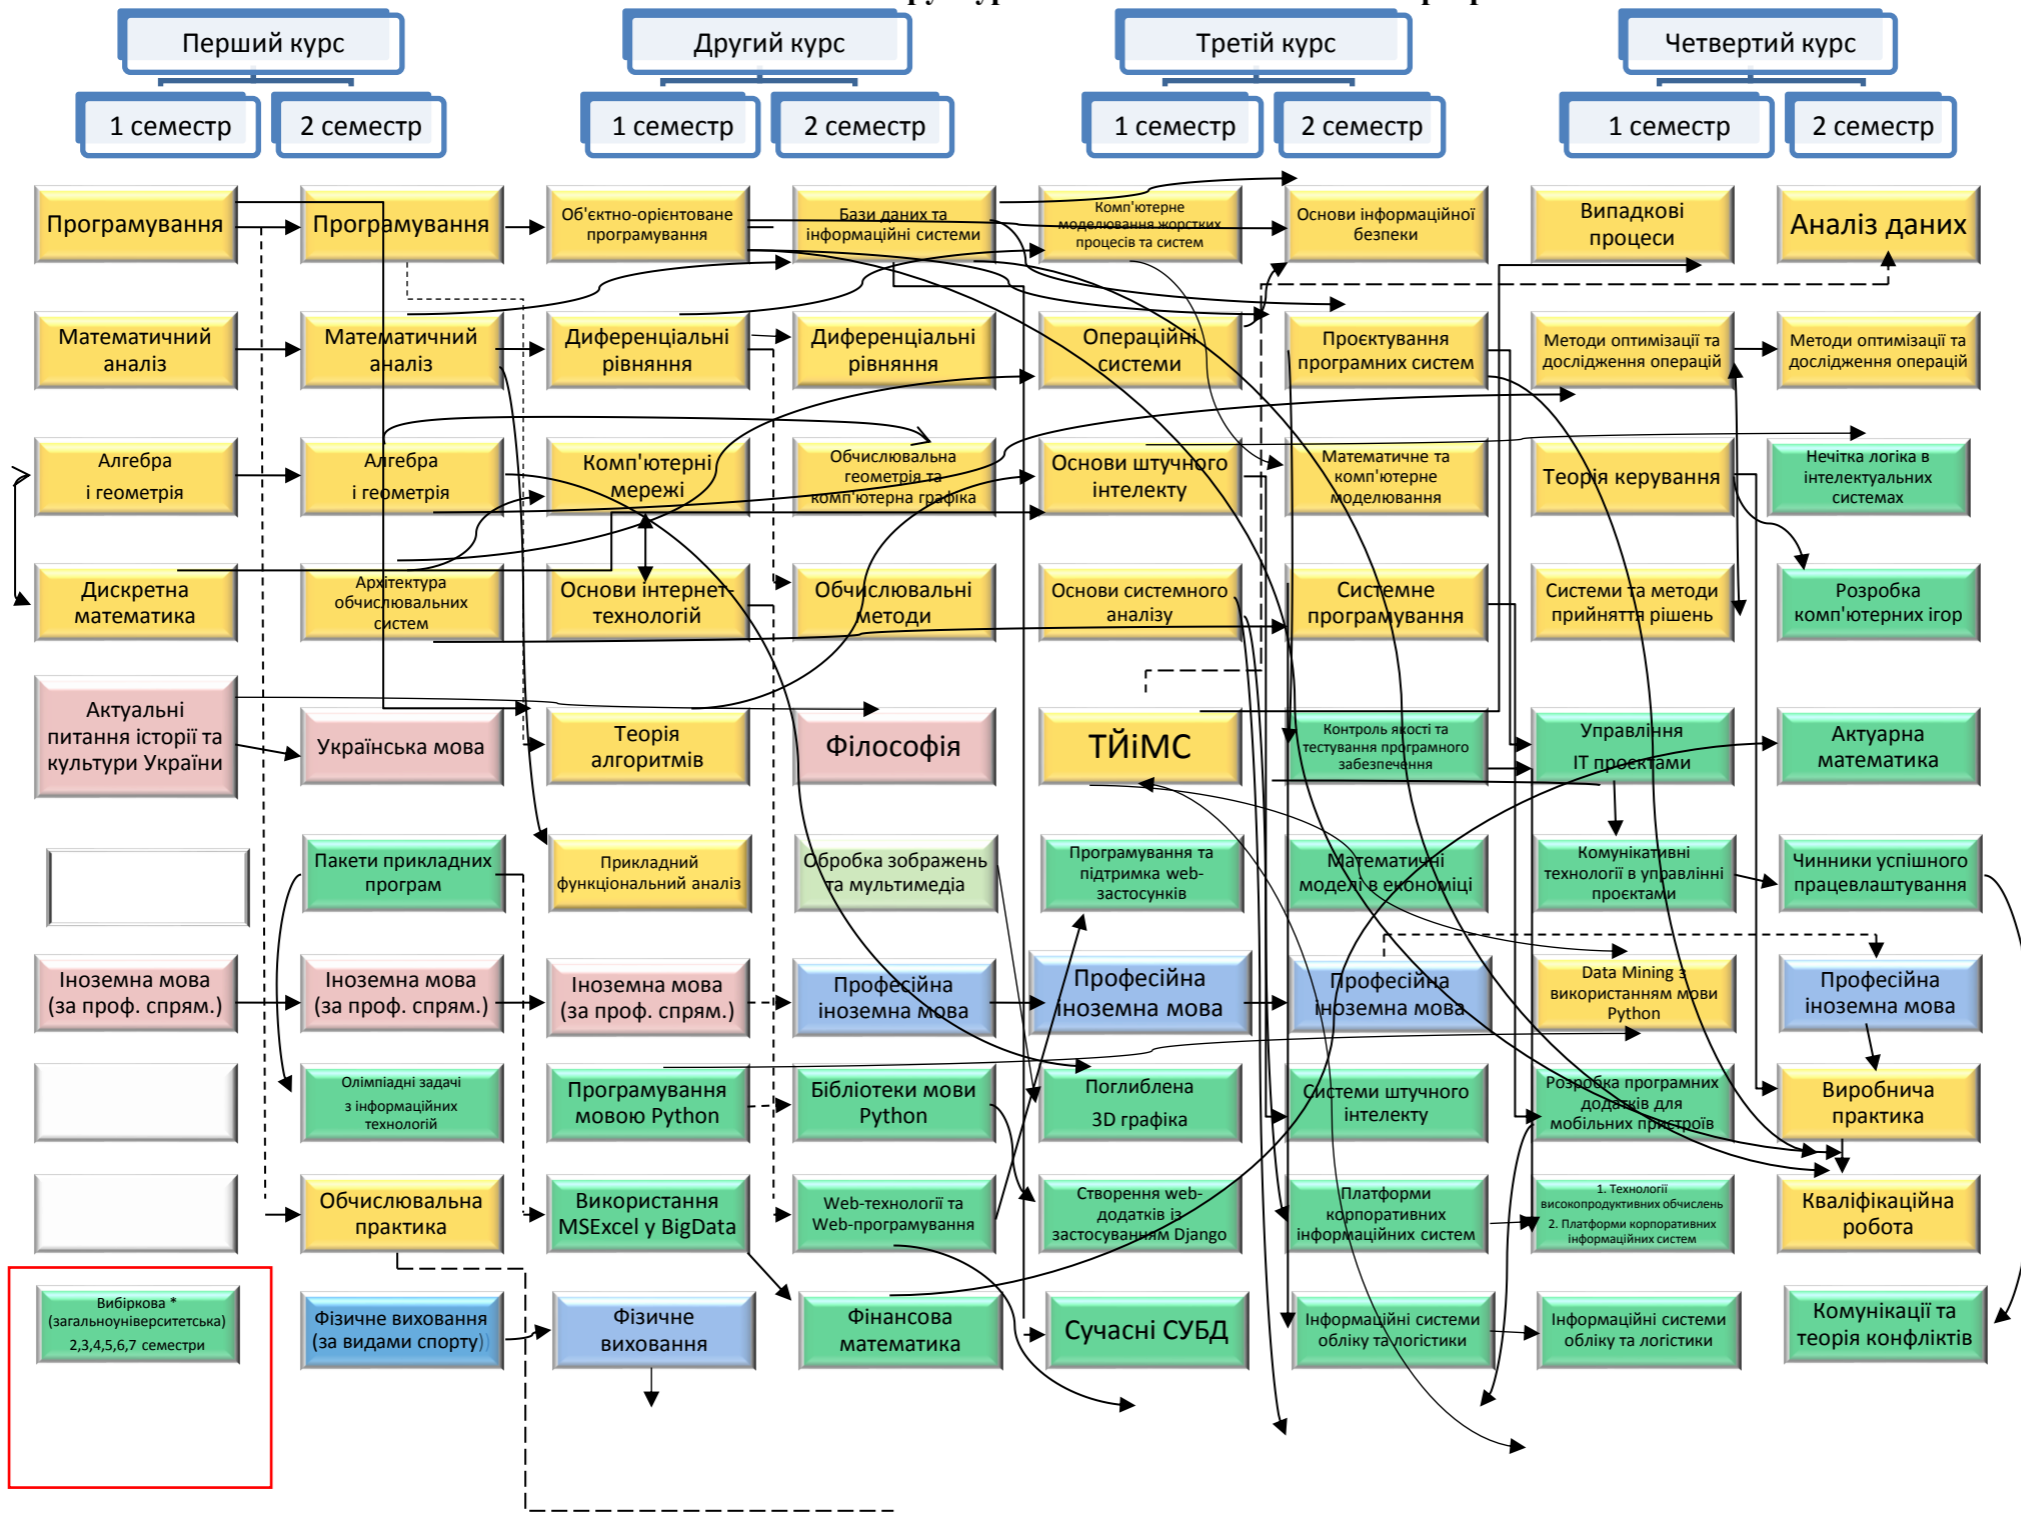 Перший курс
Другий курс
Третій курс
Четвертий курс
1 семестр
2 семестр
1 семестр
2 семестр
1 семестр
2 семестр
1 семестр
2 семестр
Програмування
Програмування
Об'єктно-орієнтоване
програмування
Бази даних та
інформаційні системи
Комп'ютерне
моделювання жорстких
процесів та систем
Основи інформаційної
безпеки
Випадкові
процеси
Аналіз даних
Математичний
аналіз
Математичний
аналіз
Диференціальні
рівняння
Диференціальні
рівняння
Операційні
системи
Проєктування
програмних систем
Методи оптимізації та
дослідження операцій
Методи оптимізації та
дослідження операцій
Алгебра
і геометрія
Алгебра
і геометрія
Комп'ютерні
мережі
Обчислювальна
геометрія та
комп'ютерна графіка
Основи штучного
інтелекту
Математичне та
комп'ютерне
моделювання
Теорія керування
Нечітка логіка в
інтелектуальних
системах
Дискретна
математика
Архітектура
обчислювальних
систем
Основи інтернет-
технологій
Обчислювальні
методи
Основи системного
аналізу
Системне
програмування
Системи та методи
прийняття рішень
Розробка
комп'ютерних ігор
Актуальні
питання історії та
культури України
Українська мова
Теорія
алгоритмів
Філософія
ТЙіМС
Контроль якості та
тестування програмного
забезпечення
Управління
ІТ проєктами
Актуарна
математика
Пакети прикладних
програм
Прикладний
функціональний аналіз
Обробка зображень
та мультимедіа
Програмування та
підтримка web-
застосунків
Математичні
моделі в економіці
Комунікативні
технології в управлінні
проєктами
Чинники успішного
працевлаштування
Іноземна мова
(за проф. спрям.)
Іноземна мова
(за проф. спрям.)
Іноземна мова
(за проф. спрям.)
Професійна
іноземна мова
Професійна
іноземна мова
Професійна
іноземна мова
Data Mining з
використанням мови
Python
Професійна
іноземна мова
Олімпіадні задачі
з інформаційних
технологій
Програмування
мовою Python
Бібліотеки мови
Python
Поглиблена
3D графіка
Системи штучного
інтелекту
Розробка програмних
додатків для
мобільних пристроїв
Виробнича
практика
Обчислювальна
практика
Використання
MSExcel у BigData
Web-технології та
Web-програмування
Створення web-
додатків із
застосуванням Django
Платформи
корпоративних
інформаційних систем
1. Технології
високопродуктивних обчислень
2. Платформи корпоративних
інформаційних систем
Кваліфікаційна
робота
Вибіркова *
(загальноуніверситетська)
2,3,4,5,6,7 семестри
Фізичне виховання
(за видами спорту))
Фізичне
виховання
Фінансова
математика
Сучасні СУБД
Інформаційні системи
обліку та логістики
Інформаційні системи
обліку та логістики
Комунікації та
теорія конфліктів